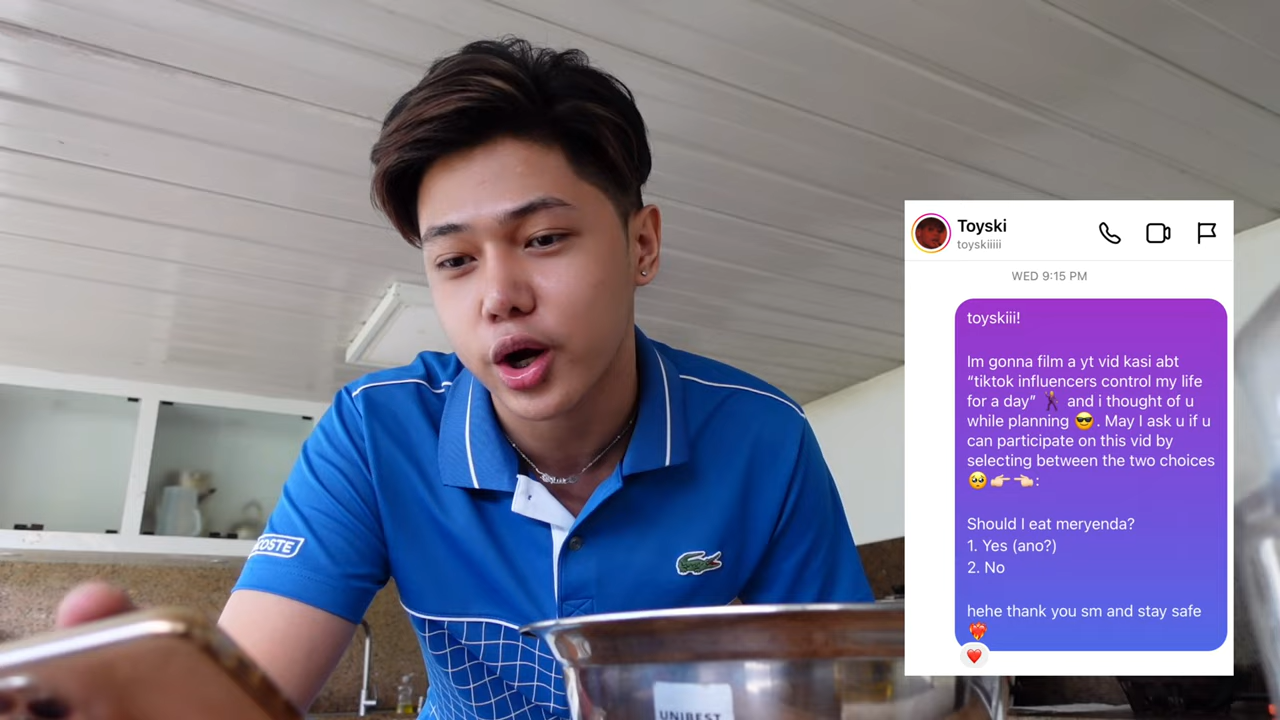 Toyski
toyskiiiii
WED 9:15 PM
toyskiii!
Im gonna film a yt vid kasi abt
“tiktok influencers control my life
for a day” 🕺🏾 and i thought of u
while planning 😎. May I ask u if u
can participate on this vid by
selecting between the two choices
🥺👉🏻👈🏻:
Should I eat meryenda?
1. Yes (ano?)
2. No
hehe thank you sm and stay safe
❤️‍🔥
❤️
COSTE
UNIBEST